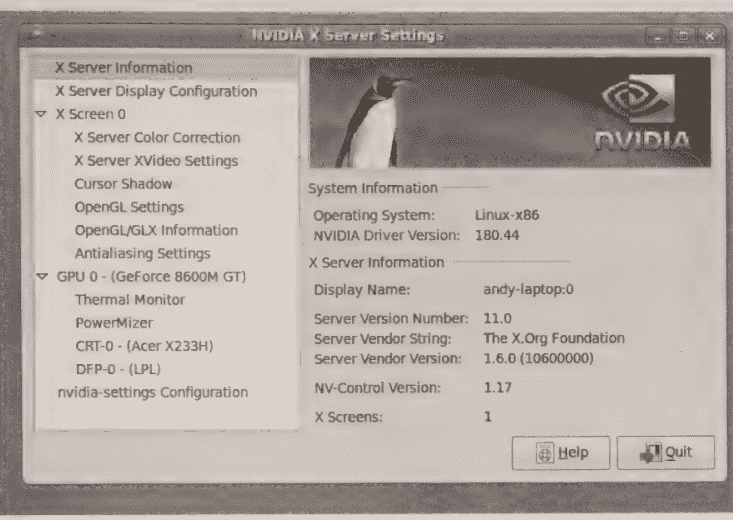 NVIDIA X Server Settings
X Server Information
X Server Display Configuration
X Screen 0
X Server Color Correction
X Server XVideo Settings
Cursor Shadow
OpenGL Settings
OpenGL/GLX Information
Antialiasing Settings
GPU 0 - (GeForce 8600M GT)
Thermal Monitor
PowerMizer
CRT-0 - (Acer X233H)
DFP-0 - (LPL)
nvidia-settings Configuration
NVIDIA
System Information
Operating System: Linux-x86
NVIDIA Driver Version: 180.44
X Server Information
Display Name: andy-laptop:0
Server Version Number: 11.0
Server Vendor String: The X.Org Foundation
Server Vendor Version: 1.6.0 (10600000)
NV-Control Version: 1.17
X Screens: 1
Help Quit